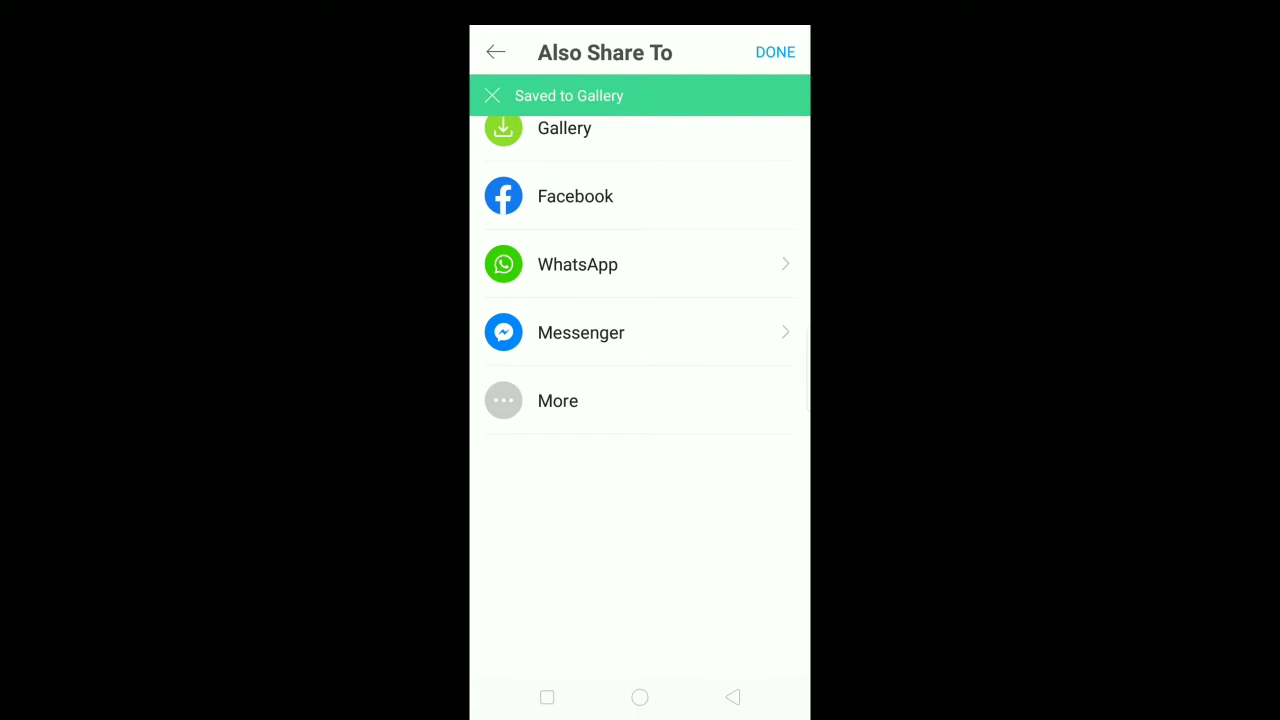 Also Share To
DONE
Saved to Gallery
Gallery
Facebook
WhatsApp
Messenger
More